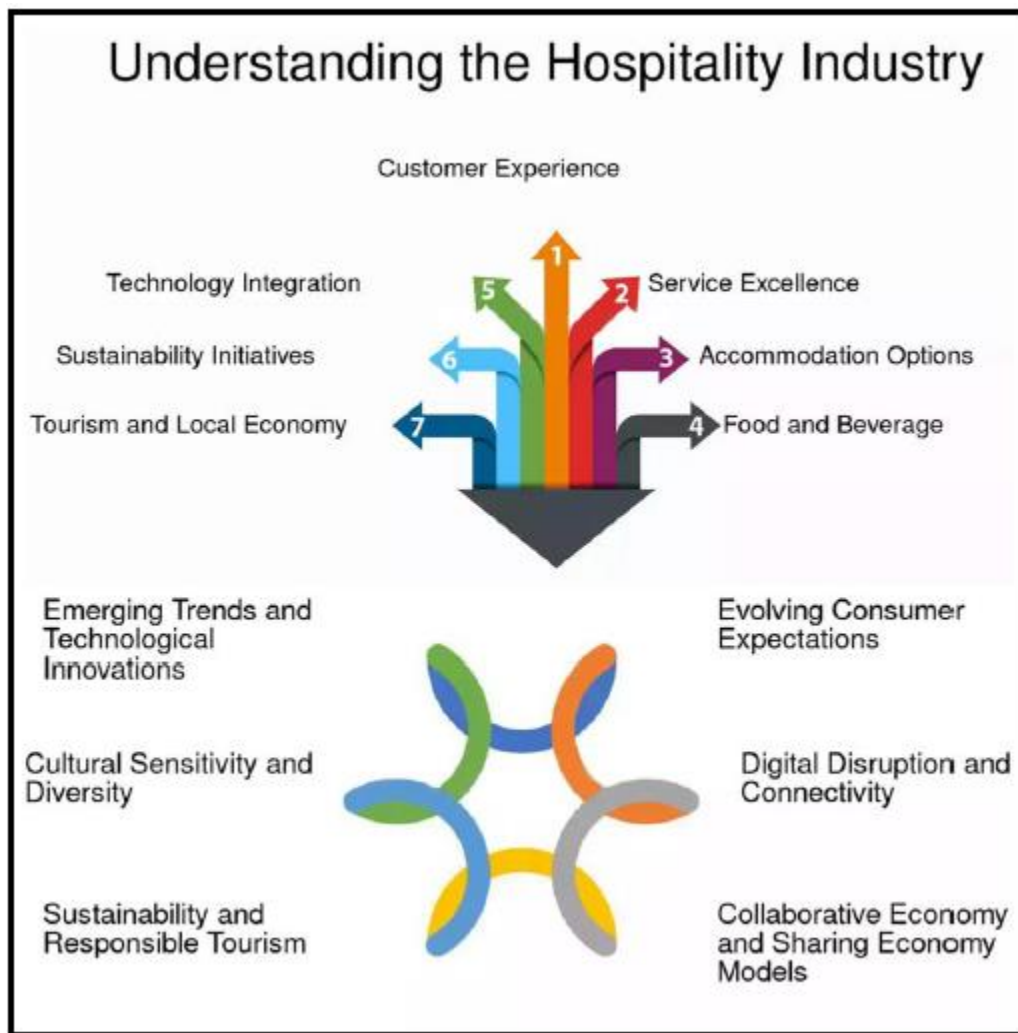 Understanding the Hospitality Industry
Customer Experience
1
Technology Integration
5
2
Service Excellence
Sustainability Initiatives
6
3
Accommodation Options
Tourism and Local Economy
7
4
Food and Beverage
Emerging Trends and
Technological
Innovations
Evolving Consumer
Expectations
Cultural Sensitivity and
Diversity
Digital Disruption and
Connectivity
Sustainability and
Responsible Tourism
Collaborative Economy
and Sharing Economy
Models